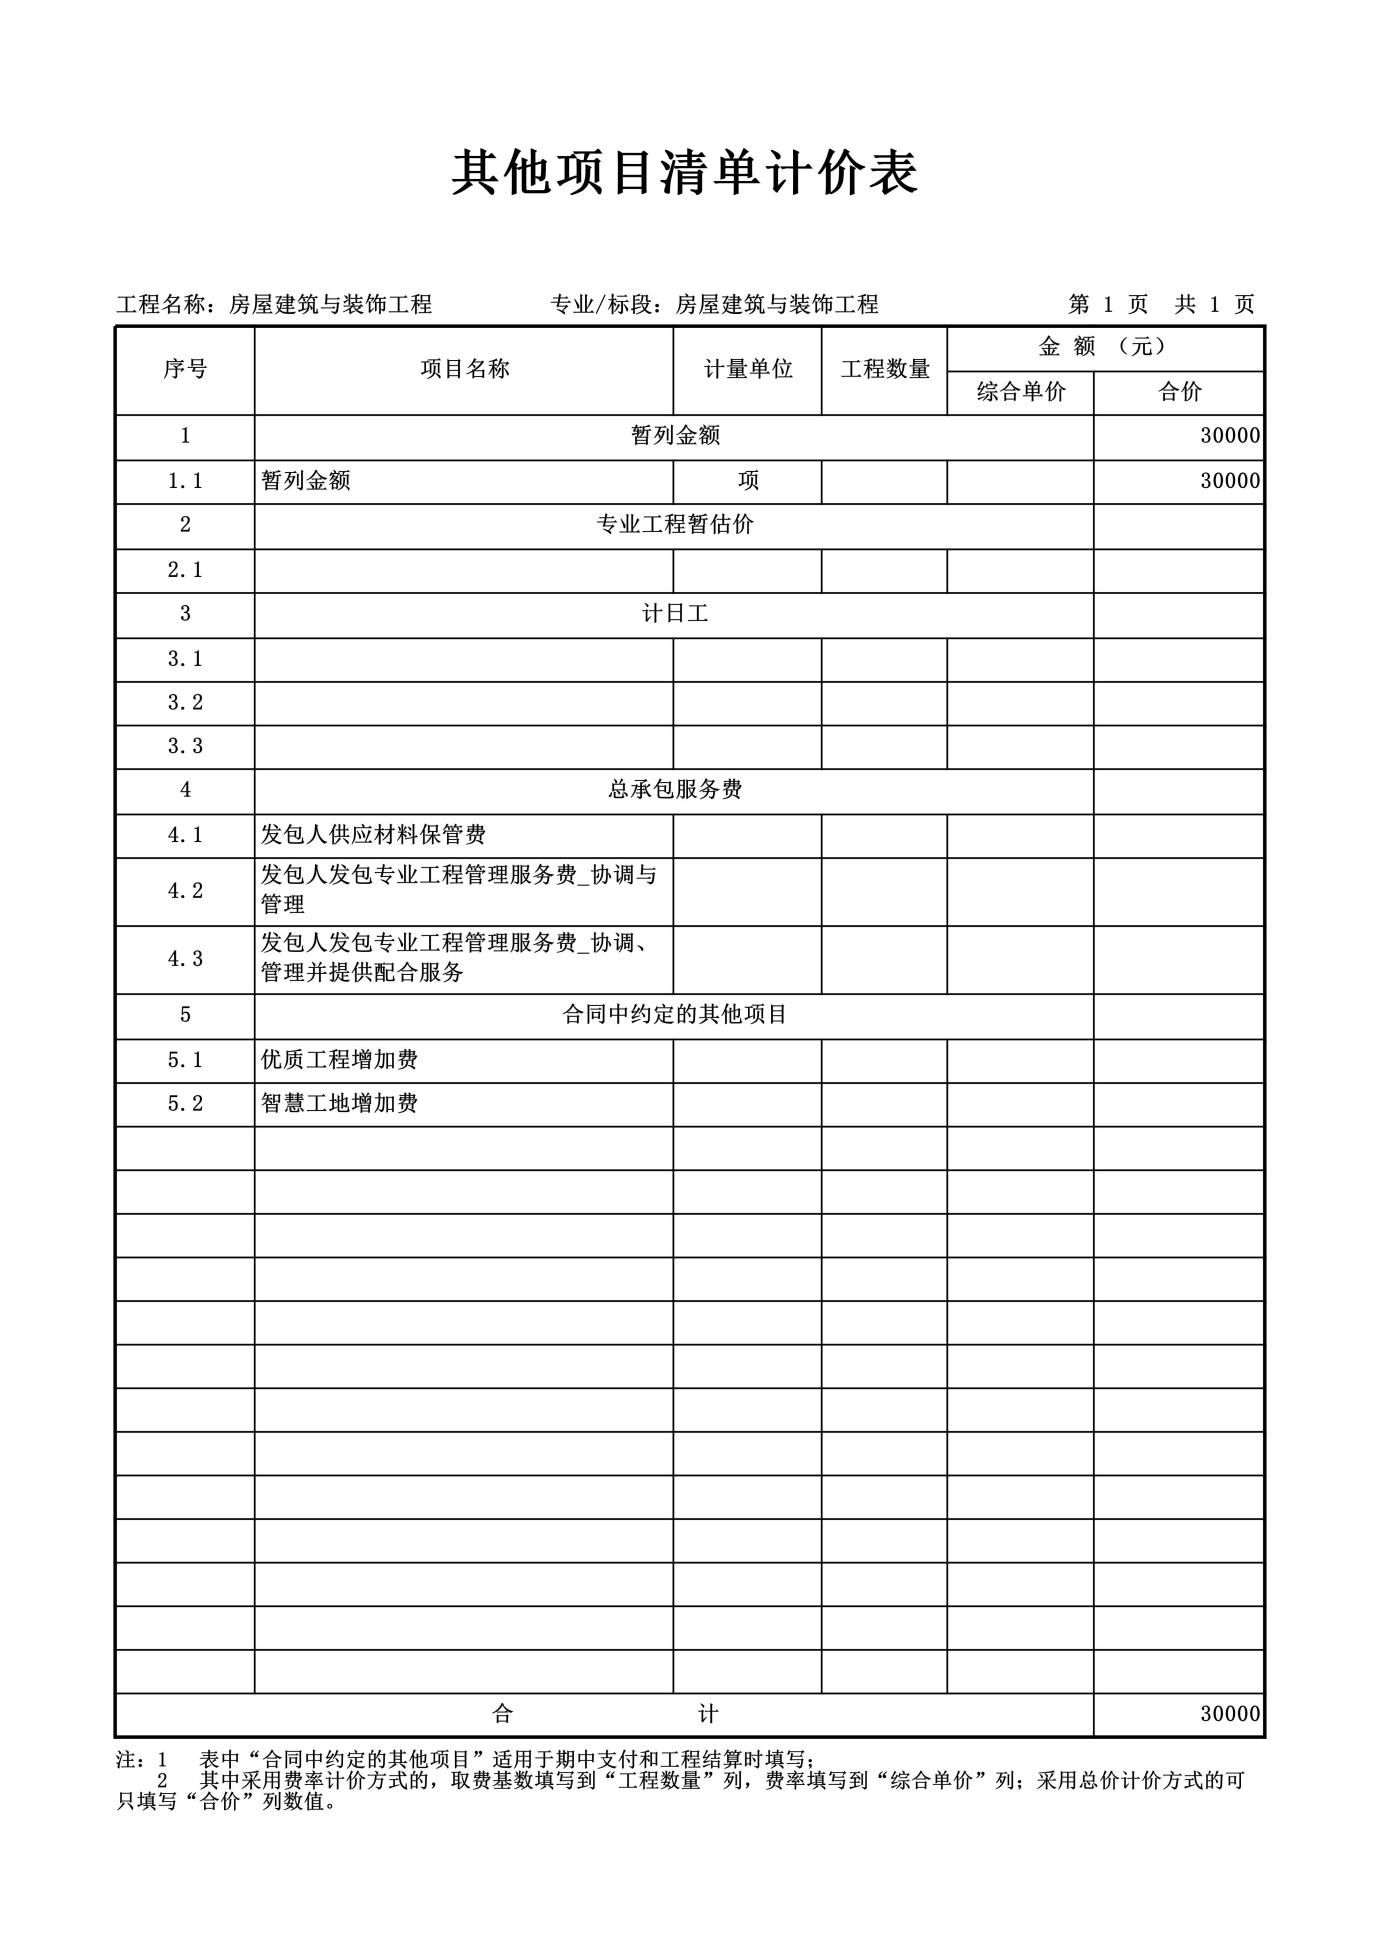 其他项目清单计价表
工程名称：房屋建筑与装饰工程 专业/标段：房屋建筑与装饰工程 第 1 页 共 1 页
序号 项目名称 计量单位 工程数量 金 额 （元）
综合单价 合价
1 暂列金额 30000
1.1 暂列金额 项 30000
2 专业工程暂估价
2.1
3 计日工
3.1
3.2
3.3
4 总承包服务费
4.1 发包人供应材料保管费
4.2 发包人发包专业工程管理服务费_协调与
管理
4.3 发包人发包专业工程管理服务费_协调、
管理并提供配合服务
5 合同中约定的其他项目
5.1 优质工程增加费
5.2 智慧工地增加费
合 计 30000
注：1 表中“合同中约定的其他项目”适用于期中支付和工程结算时填写；
2 其中采用费率计价方式的，取费基数填写到“工程数量”列，费率填写到“综合单价”列；采用总价计价方式的可
只填写“合价”列数值。